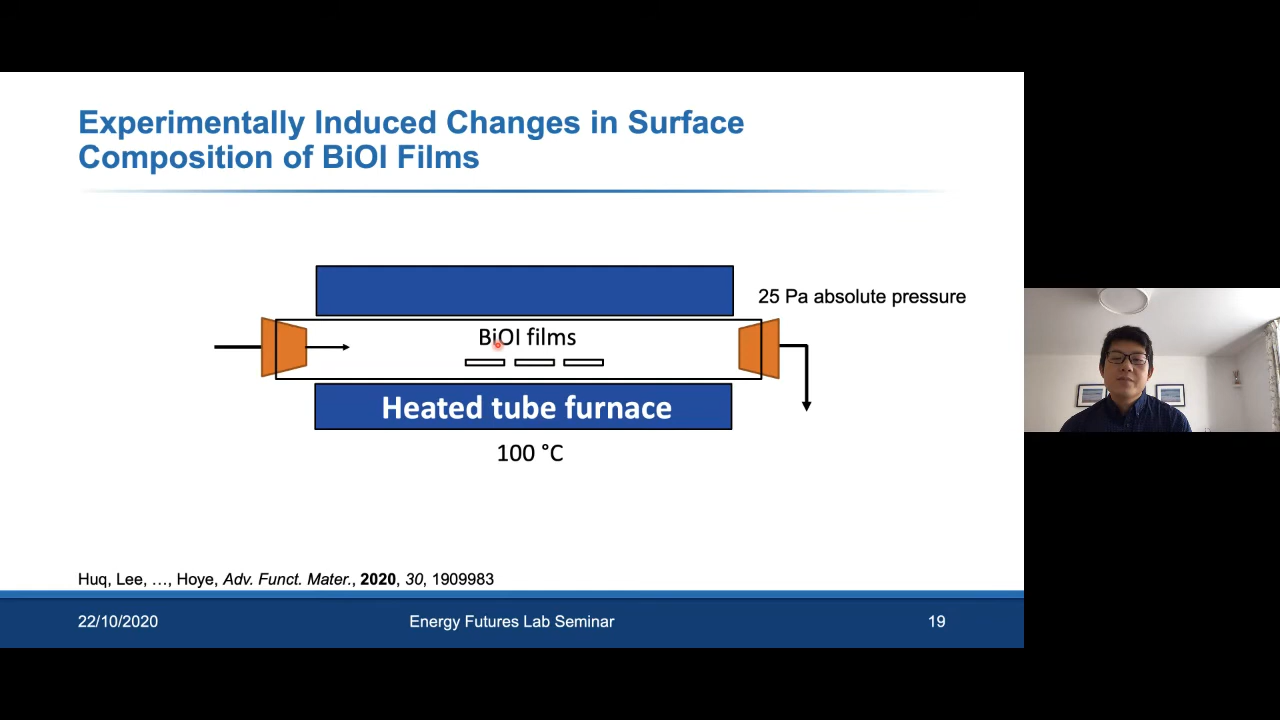 Experimentally Induced Changes in Surface
Composition of BiOI Films
25 Pa absolute pressure
BiOI films
Heated tube furnace
100 °C
Huq, Lee, …, Hoye, Adv. Funct. Mater., 2020, 30, 1909983
22/10/2020
Energy Futures Lab Seminar
19